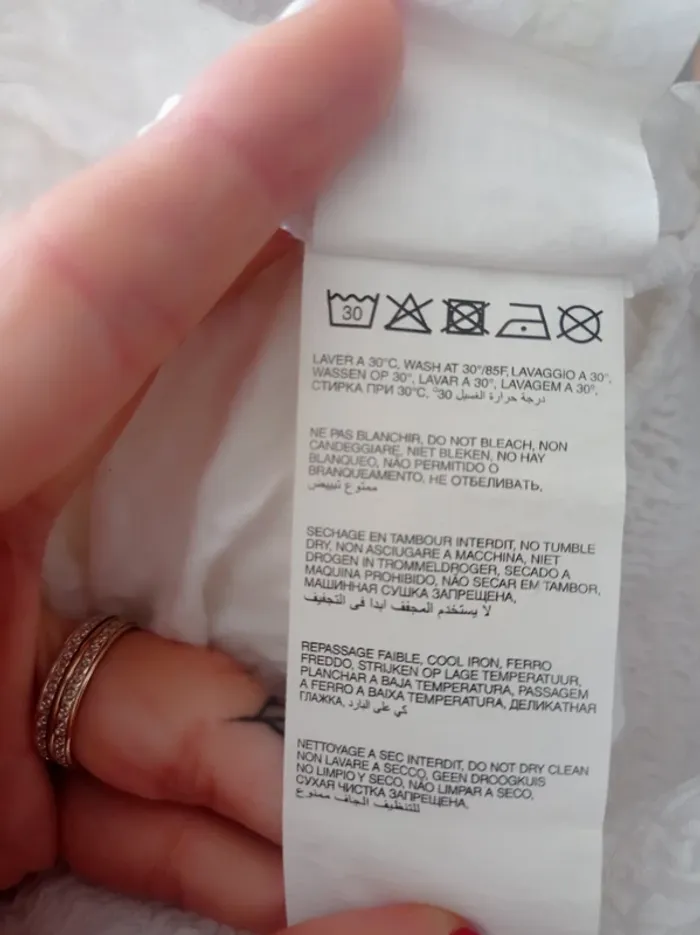 30
LAVER A 30°C, WASH AT 30°/85F, LAVAGGIO A 30°,
WASSEN OP 30°, LAVAR A 30°, LAVAGEM A 30°,
СТИРКА ПРИ 30°C, درجة حرارة الغسيل 30°
NE PAS BLANCHIR, DO NOT BLEACH, NON
CANDEGGIARE, NIET BLEKEN, NO HAY
BLANQUEO, NÃO PERMITIDO O
BRANQUEAMENTO, НЕ ОТБЕЛИВАТЬ,
ممنوع تبييض
SECHAGE EN TAMBOUR INTERDIT, NO TUMBLE
DRY, NON ASCIUGARE A MACCHINA, NIET
DROGEN IN TROMMELDROGER, SECADO A
MAQUINA PROHIBIDO, NÃO SECAR EM TAMBOR,
МАШИННАЯ СУШКА ЗАПРЕЩЕНА,
لا يستخدم المجفف ابدا فى التجفيف
REPASSAGE FAIBLE, COOL IRON, FERRO
FREDDO, STRIJKEN OP LAGE TEMPERATUUR,
PLANCHAR A BAJA TEMPERATURA, PASSAGEM
A FERRO A BAIXA TEMPERATURA, ДЕЛИКАТНАЯ
ГЛАЖКА, كي على البارد
NETTOYAGE A SEC INTERDIT, DO NOT DRY CLEAN
NON LAVARE A SECCO, GEEN DROOGKUIS
NO LIMPIO Y SECO, NÃO LIMPAR A SECO,
СУХАЯ ЧИСТКА ЗАПРЕЩЕНА,
للتنظيف الجاف ممنوع